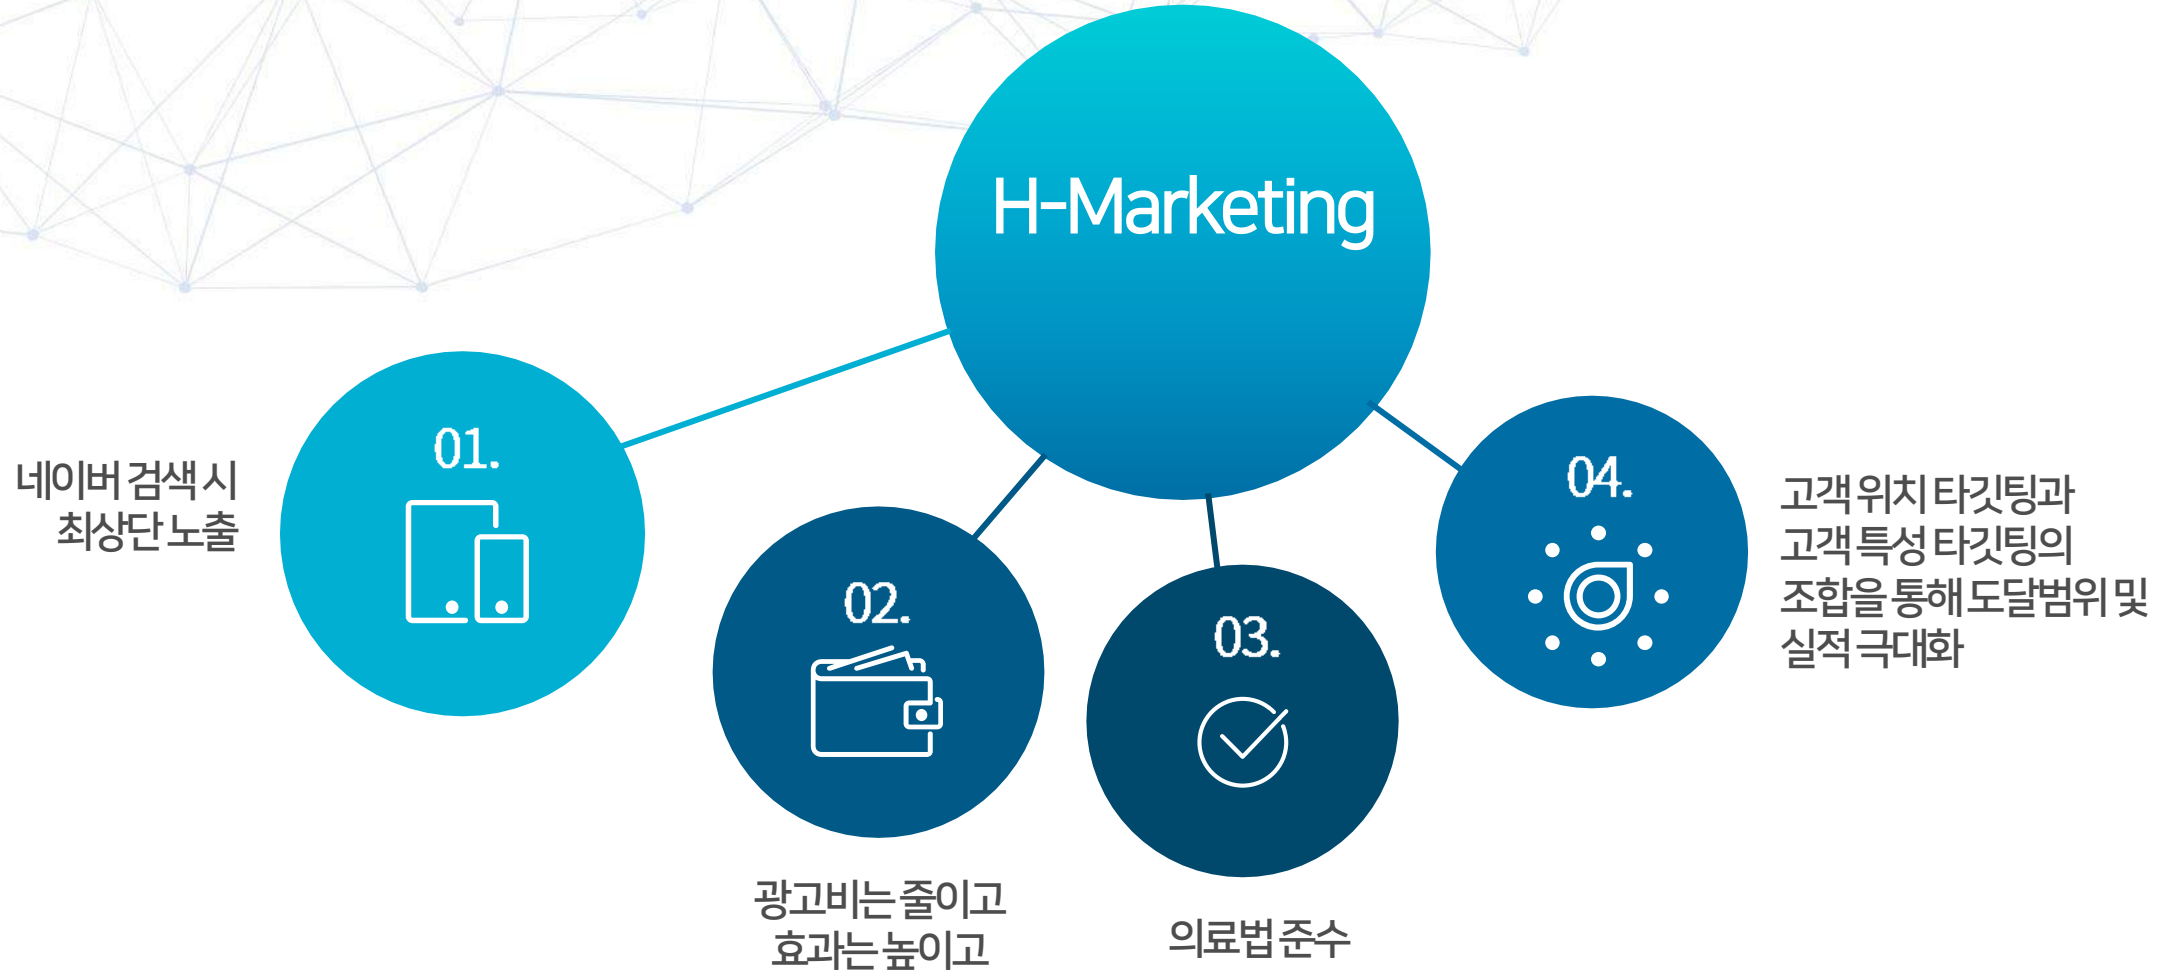 H-Marketing
01.
네이버 검색 시
최상단 노출
02.
광고비는 줄이고
효과는 높이고
03.
의료법 준수
04.
고객 위치 타깃팅과
고객 특성 타깃팅의
조합을 통해 도달범위 및
실적 극대화